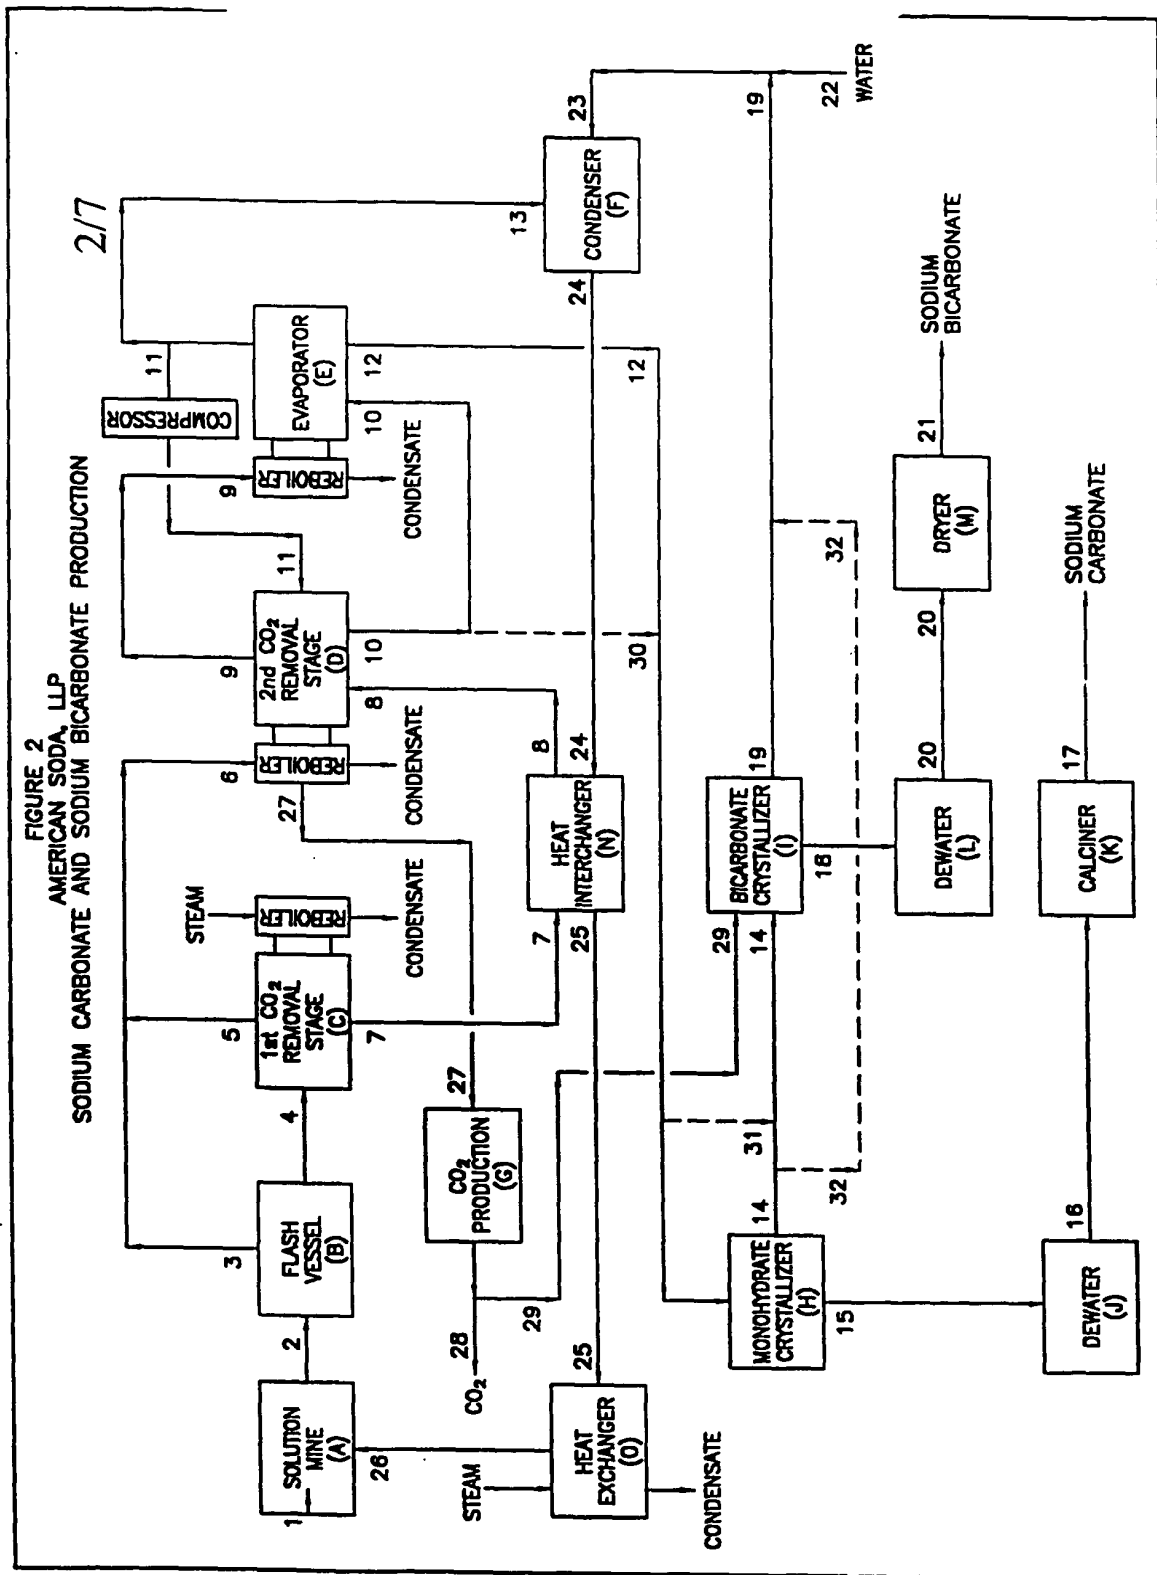 FIGURE 2
AMERICAN SODA, LLP
SODIUM CARBONATE AND SODIUM BICARBONATE PRODUCTION
2/7
1
SOLUTION
MINE
(A)
2
FLASH
VESSEL
(B)
3
4
1st CO₂
REMOVAL
STAGE
(C)
5
7
STEAM
REBOILER
CONDENSATE
6
REBOILER
27
CONDENSATE
2nd CO₂
REMOVAL
STAGE
(D)
9
8
10
11
9
REBOILER
CONDENSATE
COMPRESSOR
11
EVAPORATOR
(E)
10
12
13
CONDENSER
(F)
23
24
27
CO₂
PRODUCTION
(G)
28
CO₂
29
26
STEAM
HEAT
EXCHANGER
(O)
CONDENSATE
25
7
25
HEAT
INTERCHANGER
(N)
8
24
30
12
19
22
WATER
MONOHYDRATE
CRYSTALLIZER
(H)
14
15
31
32
29
14
BICARBONATE
CRYSTALLIZER
(I)
19
18
32
DEWATER
(L)
20
20
DRYER
(M)
21
SODIUM
BICARBONATE
DEWATER
(J)
16
CALCINER
(K)
17
SODIUM
CARBONATE